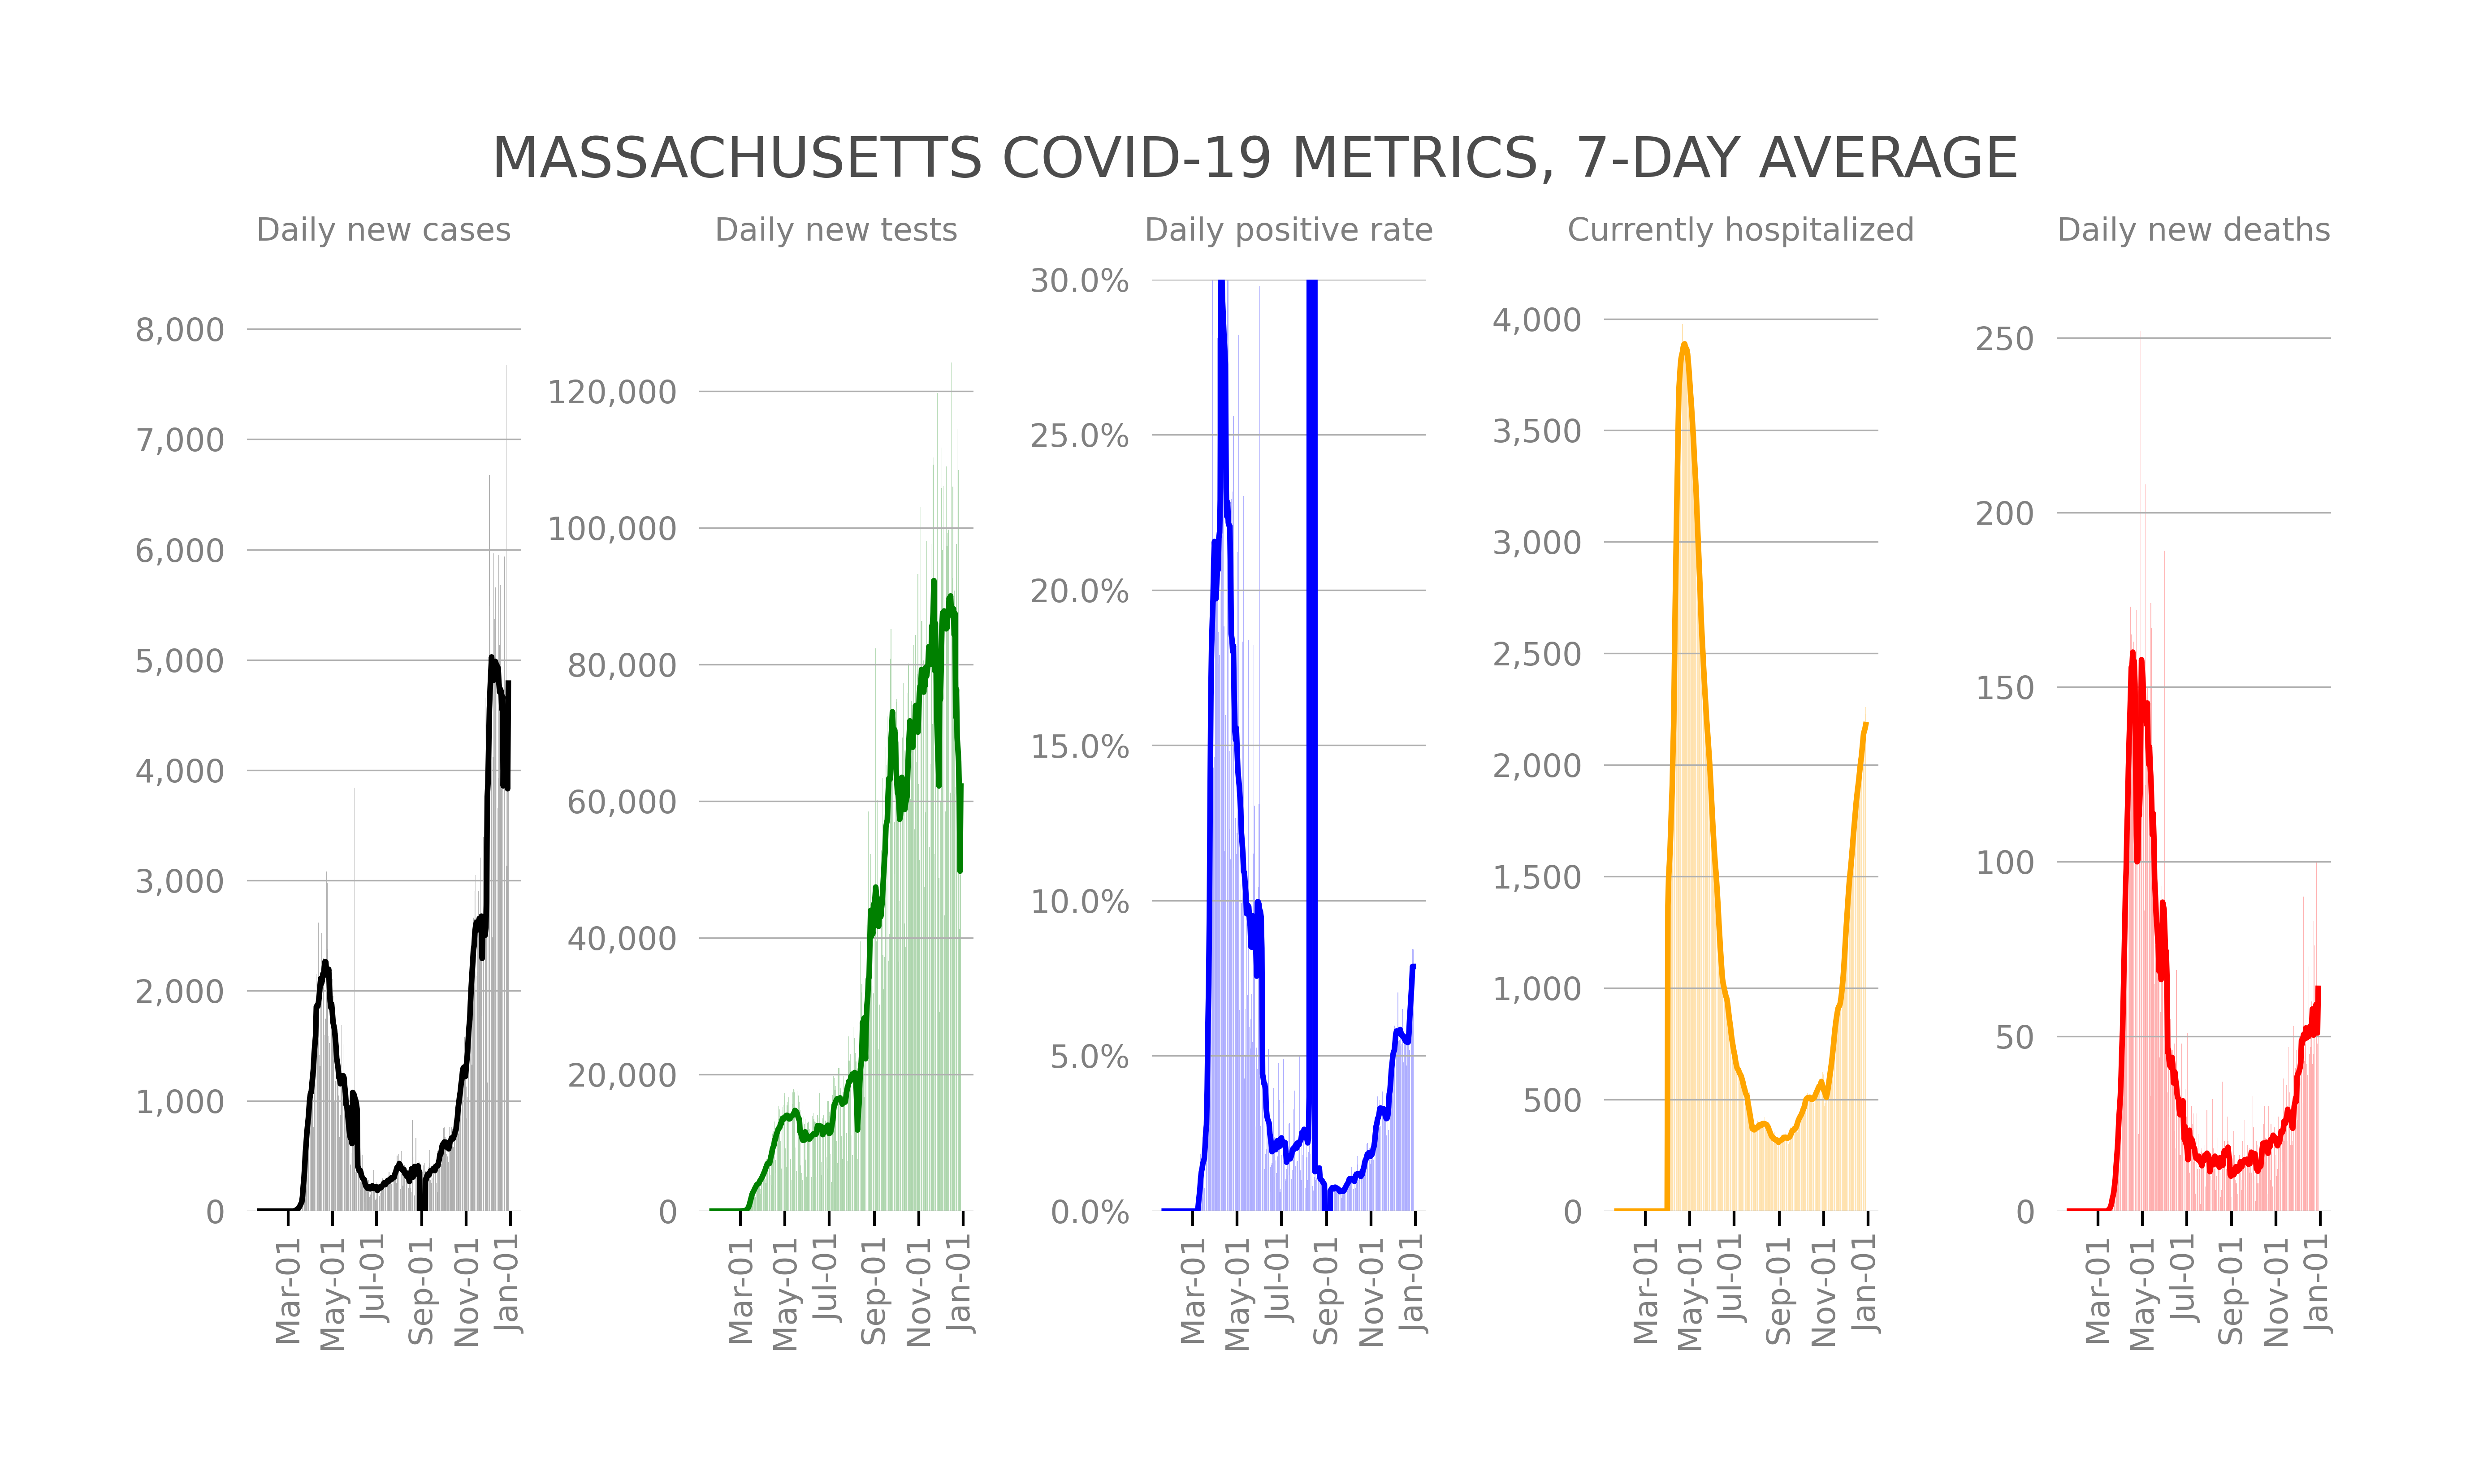 MASSACHUSETTS COVID-19 METRICS, 7-DAY AVERAGE
Daily new cases
8,000
7,000
6,000
5,000
4,000
3,000
2,000
1,000
0
Mar-01
May-01
Jul-01
Sep-01
Nov-01
Jan-01
Daily new tests
120,000
100,000
80,000
60,000
40,000
20,000
0
Mar-01
May-01
Jul-01
Sep-01
Nov-01
Jan-01
Daily positive rate
30.0%
25.0%
20.0%
15.0%
10.0%
5.0%
0.0%
Mar-01
May-01
Jul-01
Sep-01
Nov-01
Jan-01
Currently hospitalized
4,000
3,500
3,000
2,500
2,000
1,500
1,000
500
0
Mar-01
May-01
Jul-01
Sep-01
Nov-01
Jan-01
Daily new deaths
250
200
150
100
50
0
Mar-01
May-01
Jul-01
Sep-01
Nov-01
Jan-01